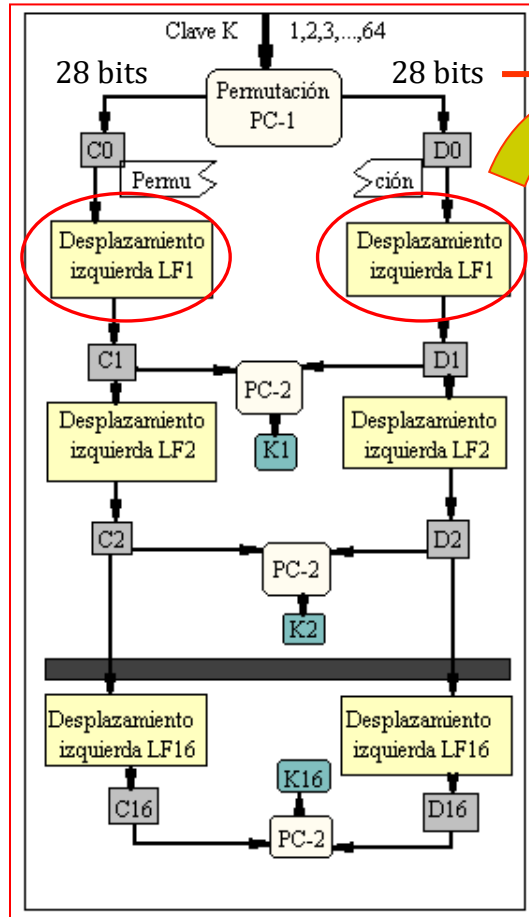 Clave K 1,2,3,...,64
28 bits 28 bits
Permutación
PC-1
C0 D0
Permu ción
Desplazamiento
izquierda LF1
Desplazamiento
izquierda LF1
C1 D1
PC-2
K1
Desplazamiento
izquierda LF2
Desplazamiento
izquierda LF2
C2 D2
PC-2
K2
Desplazamiento
izquierda LF16
Desplazamiento
izquierda LF16
K16
C16 D16
PC-2